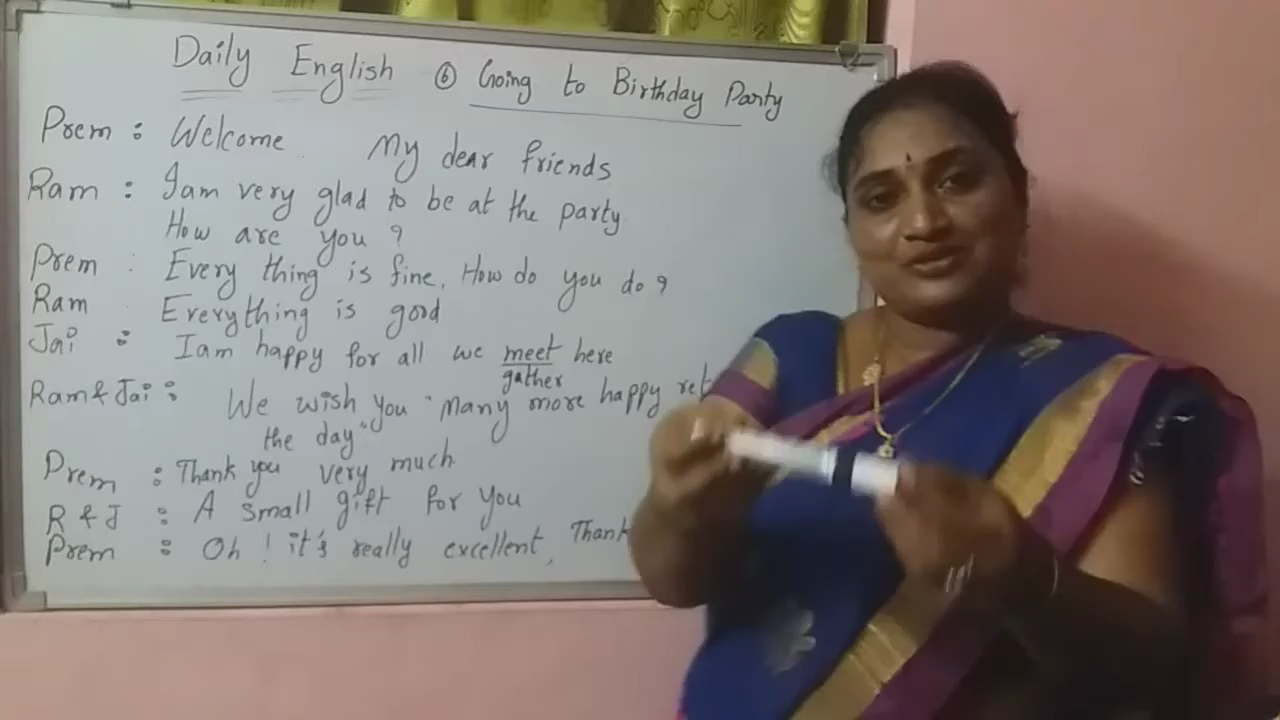 Daily English ⑥ Going to Birthday Party
Prem : Welcome My dear friends
Ram : I am very glad to be at the party.
How are you ?
Prem : Every thing is fine. How do you do ?
Ram Everything is good
Jai : I am happy for all we meet here
gather
Ram & Jai : We wish you "Many more happy
the day"
Prem : Thank you very much.
R & J : A small gift for you
Prem : Oh ! it's really excellent, Thank